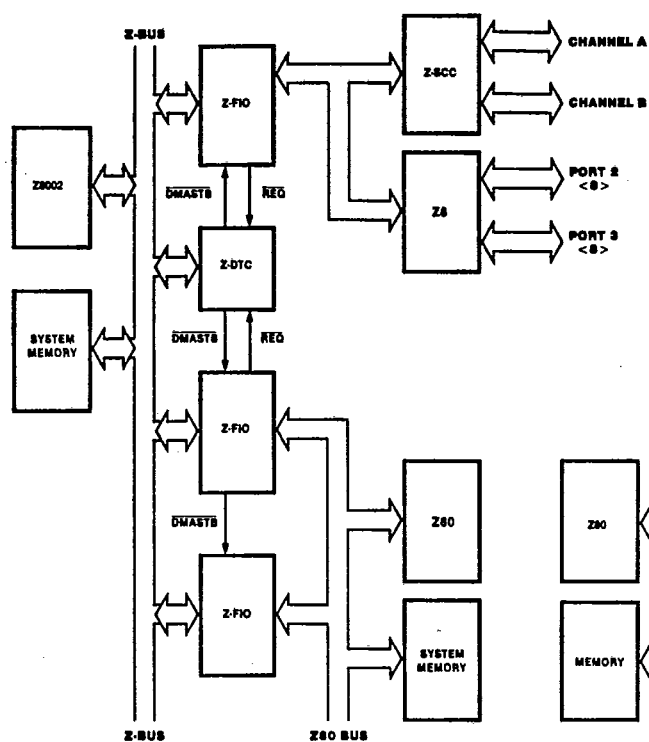 Z-BUS
Z-FIO
Z-SCC
CHANNEL A
CHANNEL B
Z8002
DMASTB
REQ
Z8
PORT 2
<8>
PORT 3
<8>
Z-DTC
SYSTEM
MEMORY
DMASTB
REQ
Z-FIO
Z80
Z80
DMASTB
Z-FIO
SYSTEM
MEMORY
MEMORY
Z-BUS
Z80 BUS